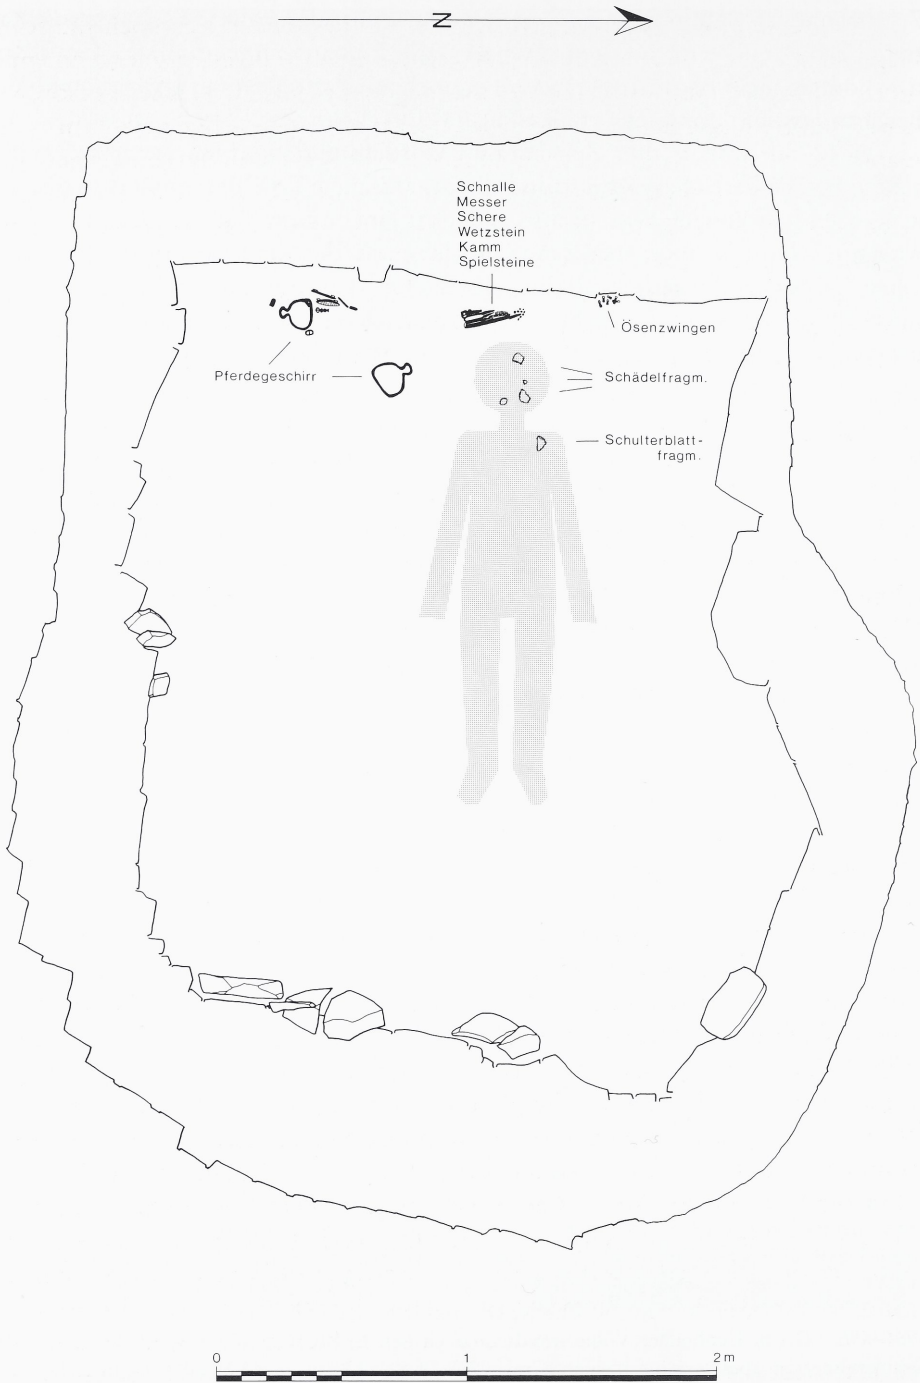 N
Schnalle
Messer
Schere
Wetzstein
Kamm
Spielsteine
Ösenzwingen
Pferdegeschirr
Schädelfragm.
Schulterblatt-
fragm.
0 1 2 m